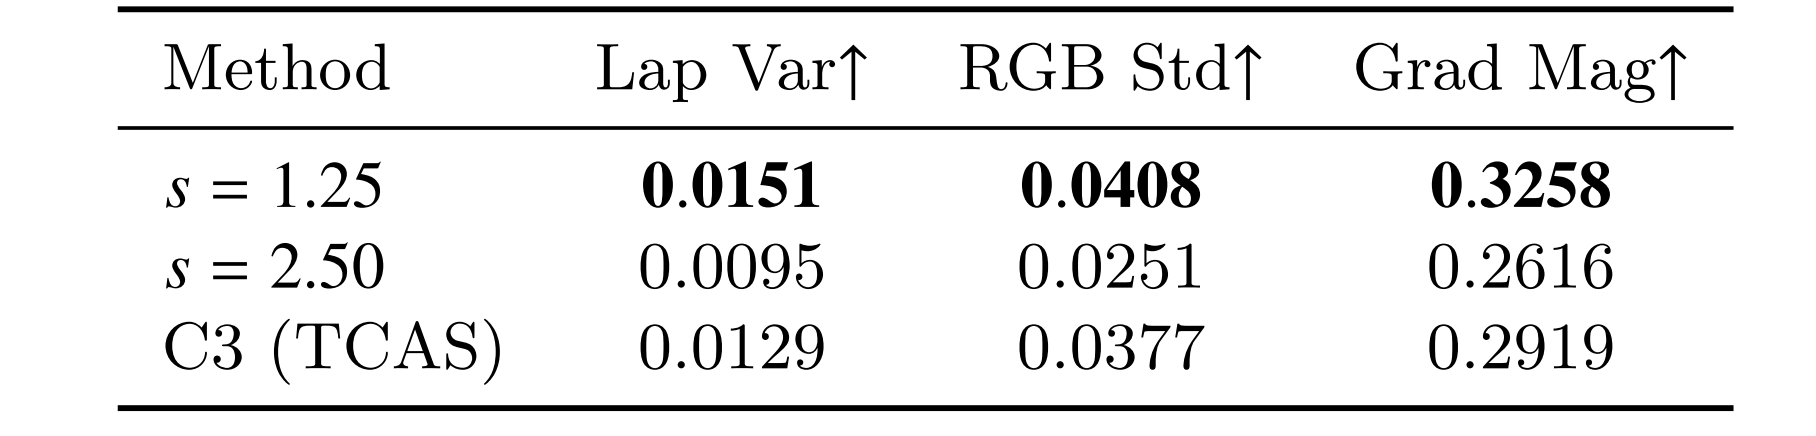 Method Lap Var↑ RGB Std↑ Grad Mag↑
s = 1.25 0.0151 0.0408 0.3258
s = 2.50 0.0095 0.0251 0.2616
C3 (TCAS) 0.0129 0.0377 0.2919